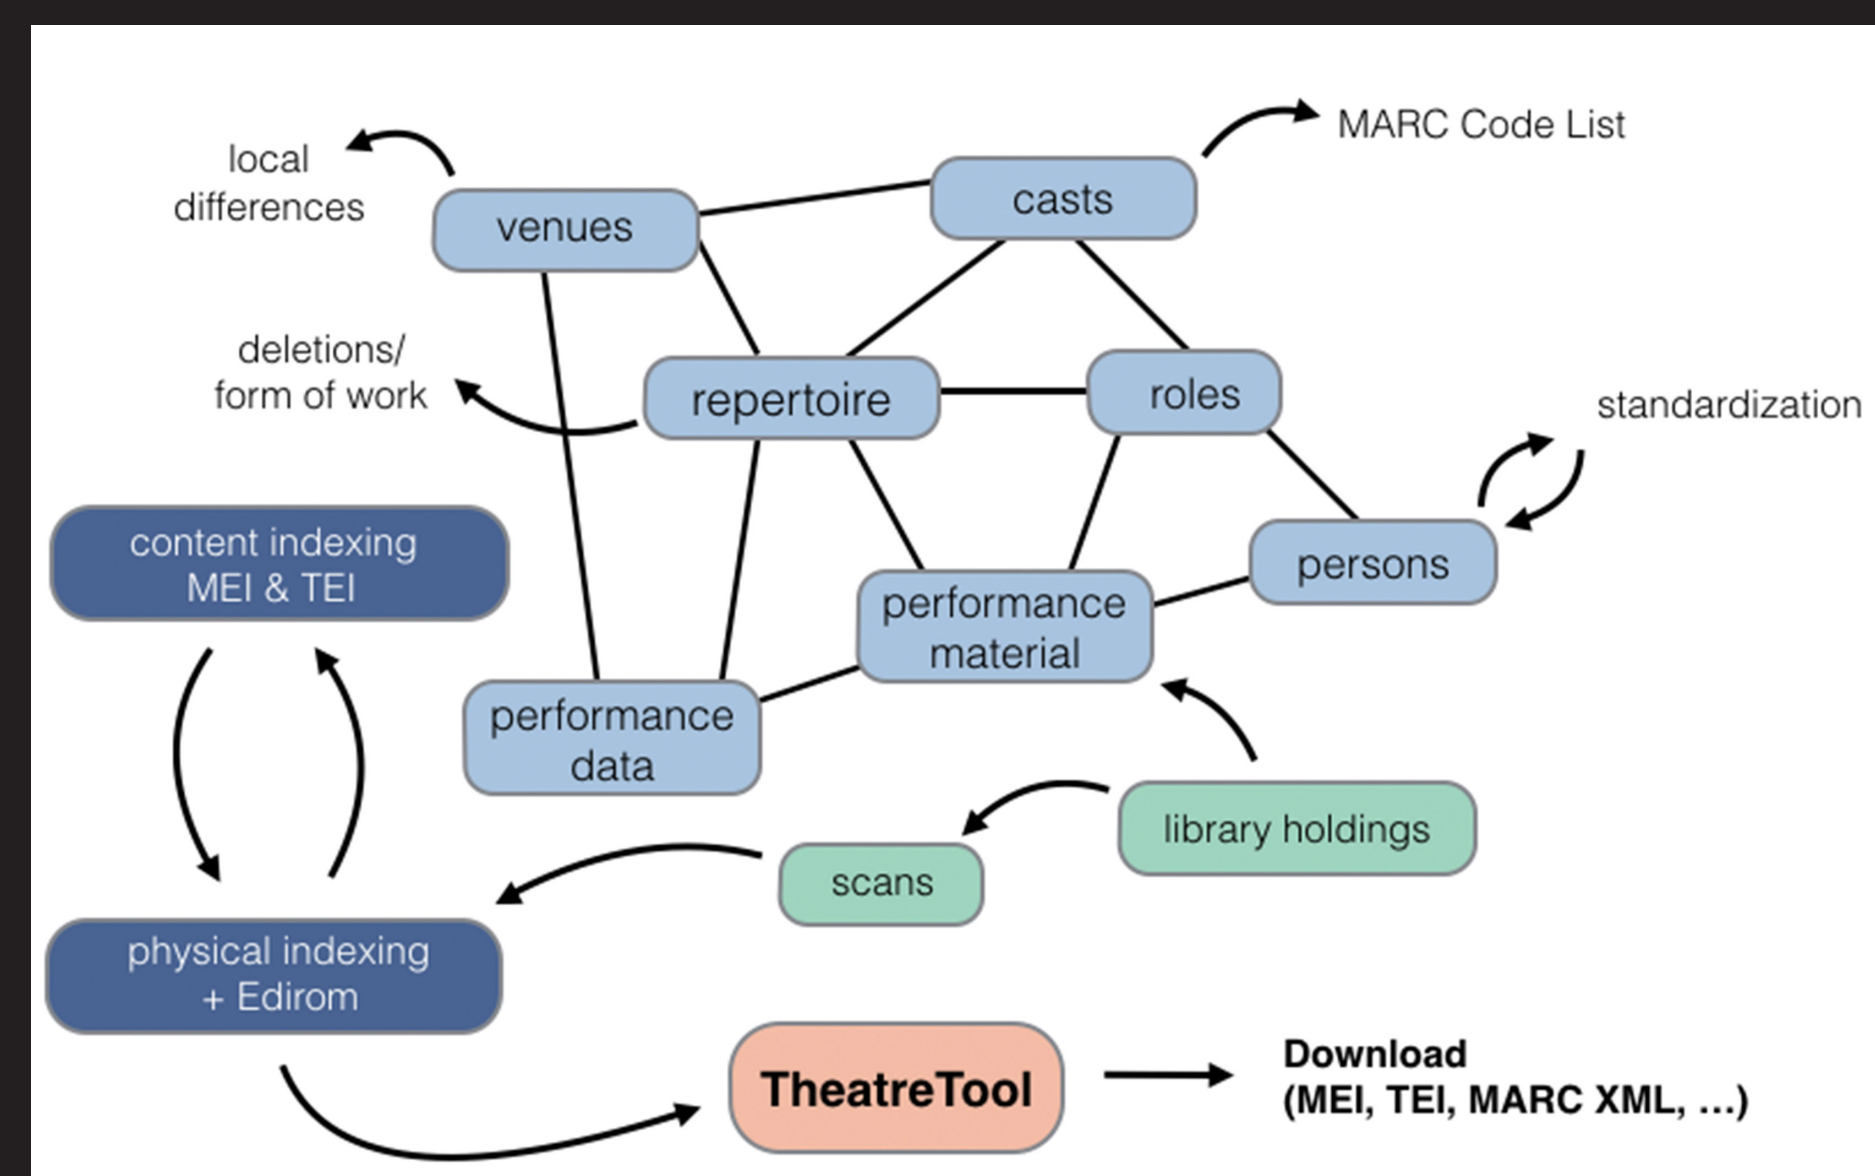 MARC Code List
local
differences
casts
venues
deletions/
form of work
repertoire
roles
standardization
content indexing
MEI & TEI
persons
performance
material
performance
data
library holdings
scans
physical indexing
+ Edirom
TheatreTool
Download
(MEI, TEI, MARC XML, ...)